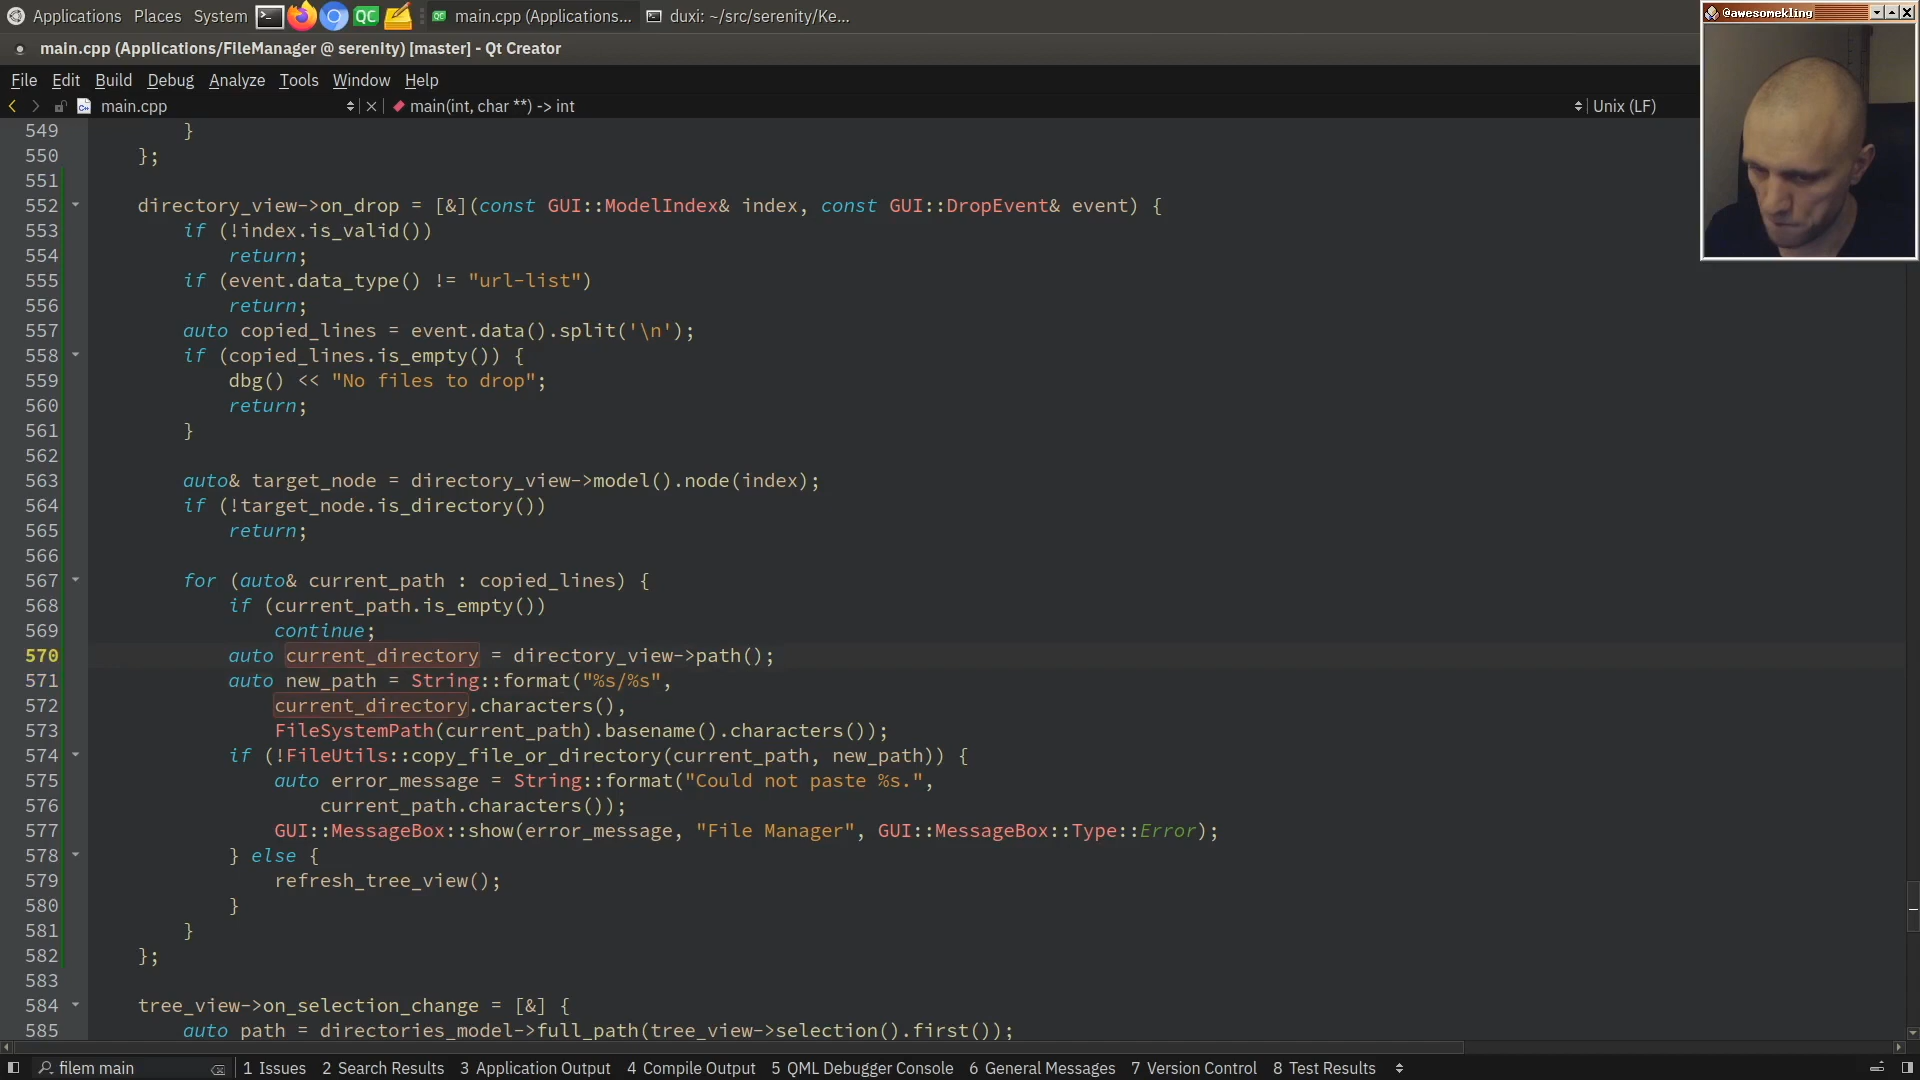 Applications Places System main.cpp (Applications... duxi: ~/src/serenity/Ke...
@awesomekling
main.cpp (Applications/FileManager @ serenity) [master] - Qt Creator
File Edit Build Debug Analyze Tools Window Help
main.cpp main(int, char **) -> int Unix (LF)
549 }
550 };
551
552 directory_view->on_drop = [&](const GUI::ModelIndex& index, const GUI::DropEvent& event) {
553 if (!index.is_valid())
554 return;
555 if (event.data_type() != "url-list")
556 return;
557 auto copied_lines = event.data().split('\n');
558 if (copied_lines.is_empty()) {
559 dbg() << "No files to drop";
560 return;
561 }
562
563 auto& target_node = directory_view->model().node(index);
564 if (!target_node.is_directory())
565 return;
566
567 for (auto& current_path : copied_lines) {
568 if (current_path.is_empty())
569 continue;
570 auto current_directory = directory_view->path();
571 auto new_path = String::format("%s/%s",
572 current_directory.characters(),
573 FileSystemPath(current_path).basename().characters());
574 if (!FileUtils::copy_file_or_directory(current_path, new_path)) {
575 auto error_message = String::format("Could not paste %s.",
576 current_path.characters());
577 GUI::MessageBox::show(error_message, "File Manager", GUI::MessageBox::Type::Error);
578 } else {
579 refresh_tree_view();
580 }
581 }
582 };
583
584 tree_view->on_selection_change = [&] {
585 auto path = directories_model->full_path(tree_view->selection().first());
filem main 1 Issues 2 Search Results 3 Application Output 4 Compile Output 5 QML Debugger Console 6 General Messages 7 Version Control 8 Test Results